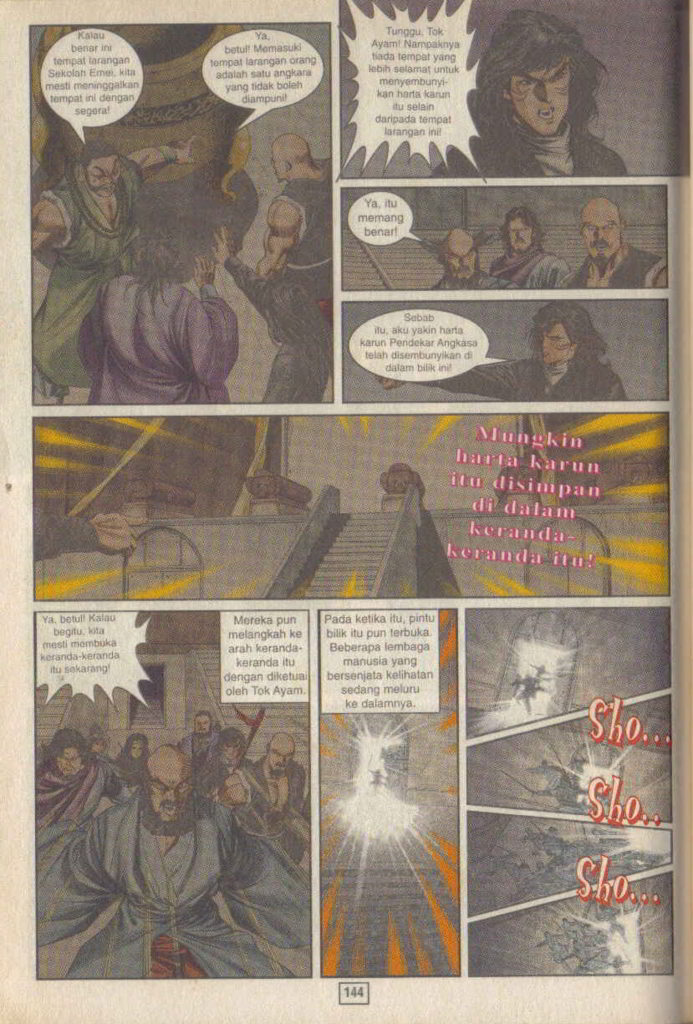 Kalau
benar ini
tempat larangan
Sekolah Emei, kita
mesti meninggalkan
tempat ini dengan
segera!
Ya,
betul! Memasuki
tempat larangan orang
adalah satu angkara
yang tidak boleh
diampuni!
Tunggu, Tok
Ayam! Nampaknya
tiada tempat yang
lebih selamat untuk
menyembunyi-
kan harta karun
itu selain
daripada tempat
larangan ini!
Ya, itu
memang
benar!
Sebab
itu, aku yakin harta
karun Pendekar Angkasa
telah disembunyikan di
dalam bilik ini!
Mungkin
harta karun
itu disimpan
di dalam
keranda-
keranda itu!
Ya, betul! Kalau
begitu, kita
mesti membuka
keranda-keranda
itu sekarang!
Mereka pun
melangkah ke
arah keranda-
keranda itu
dengan diketuai
oleh Tok Ayam.
Pada ketika itu, pintu
bilik itu pun terbuka.
Beberapa lembaga
manusia yang
bersenjata kelihatan
sedang meluru
ke dalamnya.
Sho...
Sho..
Sho...
144